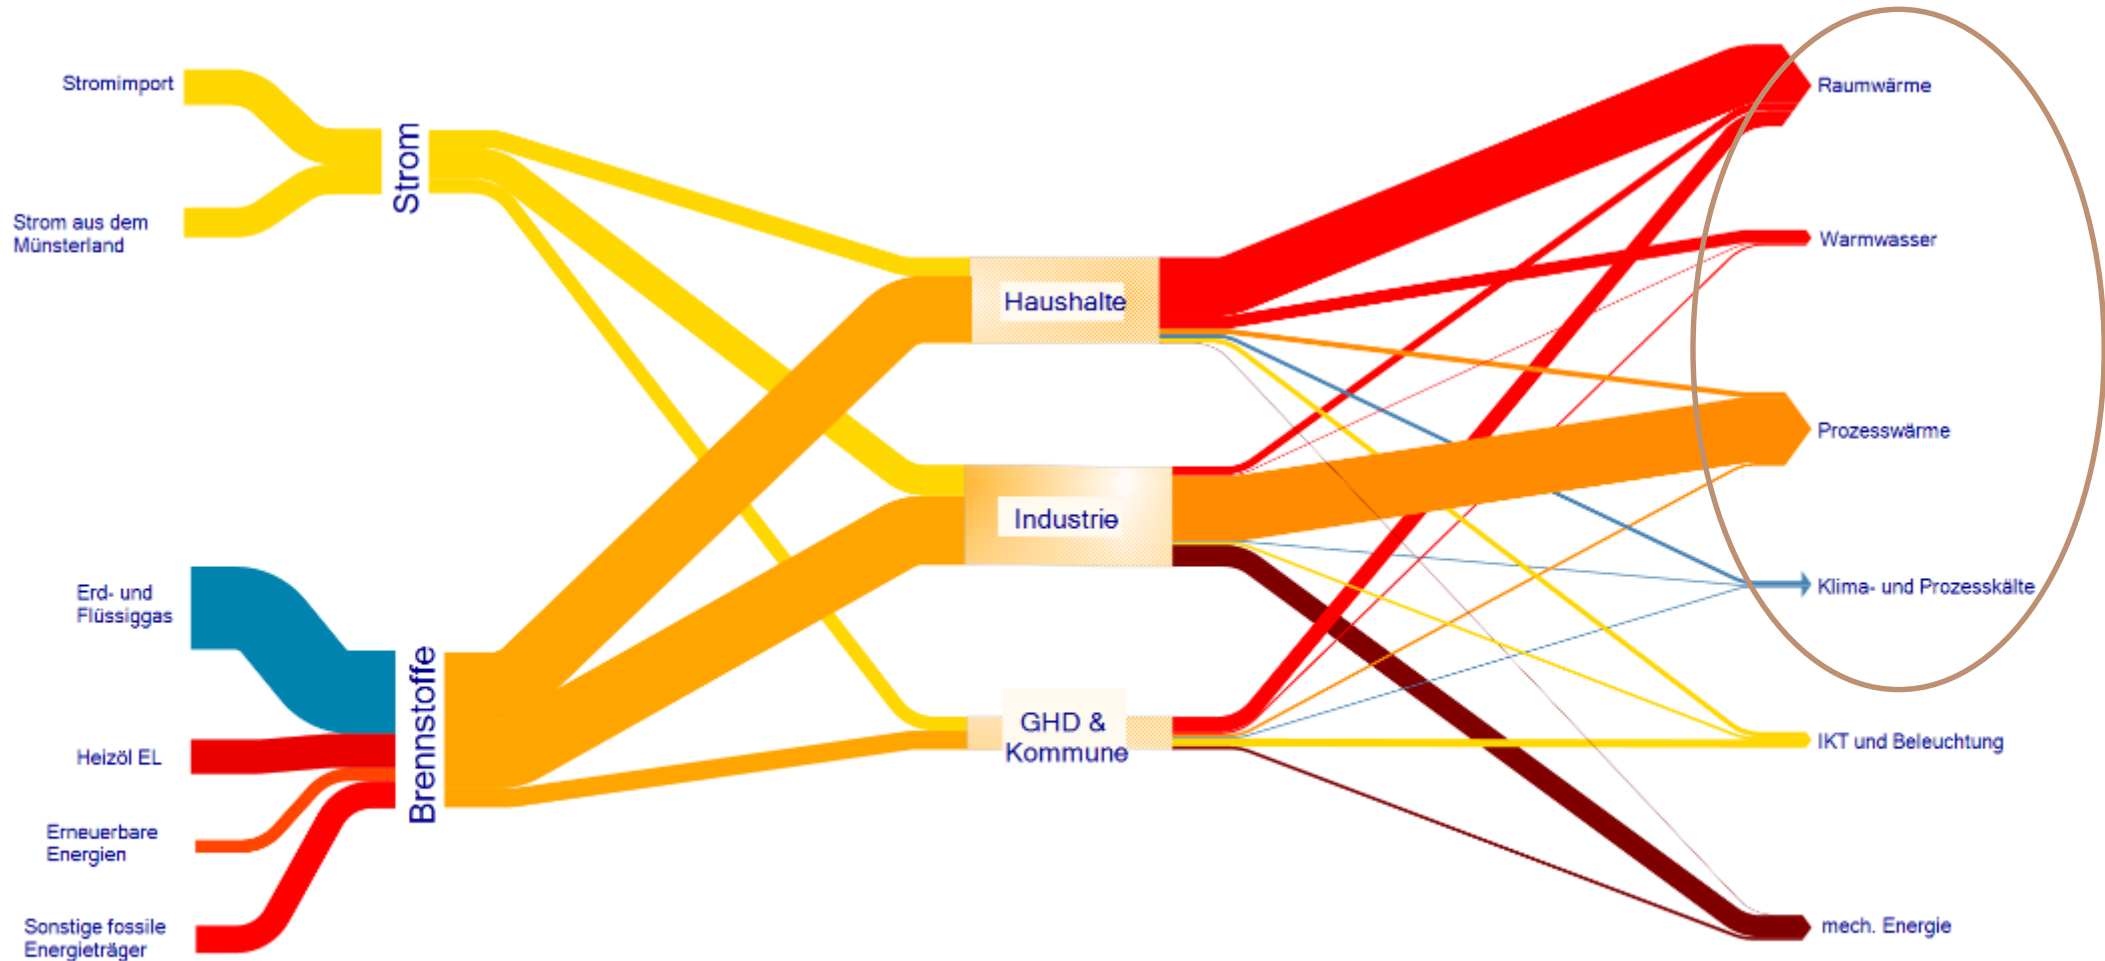 Stromimport
Strom aus dem
Münsterland
Strom
Erd- und
Flüssiggas
Heizöl EL
Erneuerbare
Energien
Sonstige fossile
Energieträger
Brennstoffe
Haushalte
Industrie
GHD &
Kommune
Raumwärme
Warmwasser
Prozesswärme
Klima- und Prozesskälte
IKT und Beleuchtung
mech. Energie